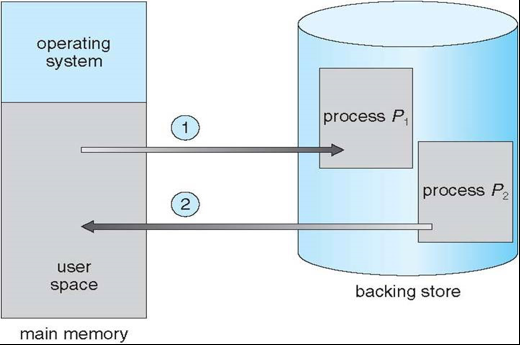 operating
system
1
process P1
2
process P2
user
space
backing store
main memory